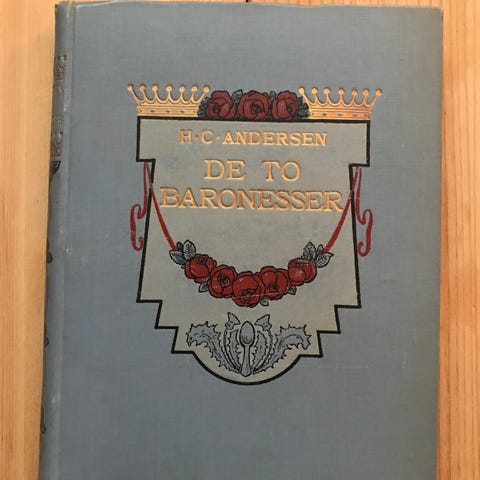 H·C·ANDERSEN
DE TO
BARONESSER